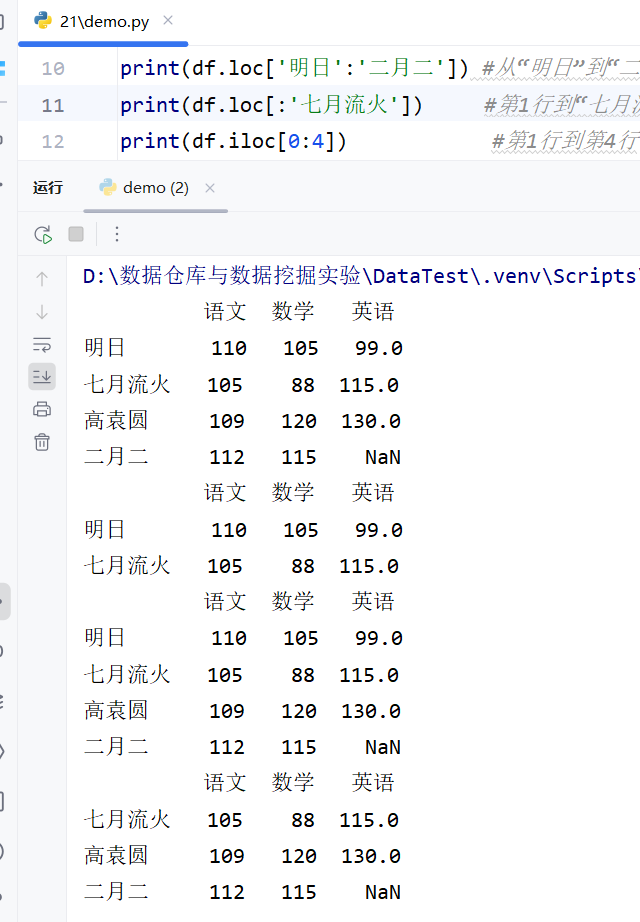 21\demo.py ×
10 print(df.loc['明日':'二月二']) #从“明日”到“二
11 print(df.loc[:'七月流火']) #第1行到“七月
12 print(df.iloc[0:4]) #第1行到第4行
运行 demo (2) ×
D:\数据仓库与数据挖掘实验\DataTest\.venv\Scripts
语文 数学 英语
明日 110 105 99.0
七月流火 105 88 115.0
高袁圆 109 120 130.0
二月二 112 115 NaN
语文 数学 英语
明日 110 105 99.0
七月流火 105 88 115.0
语文 数学 英语
明日 110 105 99.0
七月流火 105 88 115.0
高袁圆 109 120 130.0
二月二 112 115 NaN
语文 数学 英语
七月流火 105 88 115.0
高袁圆 109 120 130.0
二月二 112 115 NaN